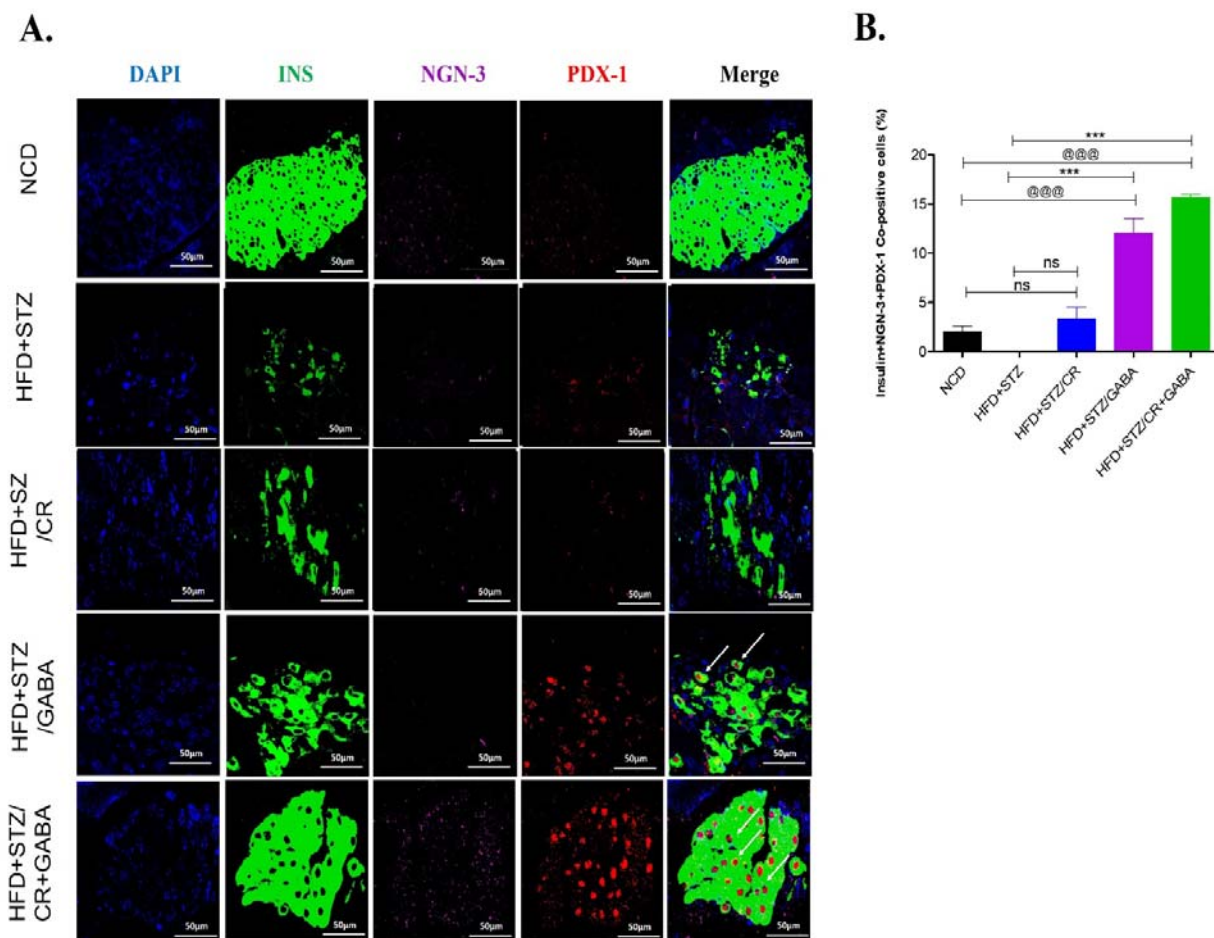 A.
DAPI INS NGN-3 PDX-1 Merge
NCD
50µm 50µm 50µm 50µm 50µm
HFD+STZ
50µm 50µm 50µm 50µm 50µm
HFD+SZ
/CR
50µm 50µm 50µm 50µm 50µm
HFD+STZ
/GABA
50µm 50µm 50µm 50µm 50µm
HFD+STZ/
CR+GABA
50µm 50µm 50µm 50µm 50µm
B.
Insulin+NGN-3+PDX-1 Co-positive cells (%)
***
@@@
***
@@@
ns
ns
20
15
10
5
0
NCD
HFD+STZ
HFD+STZ/CR
HFD+STZ/GABA
HFD+STZ/CR+GABA